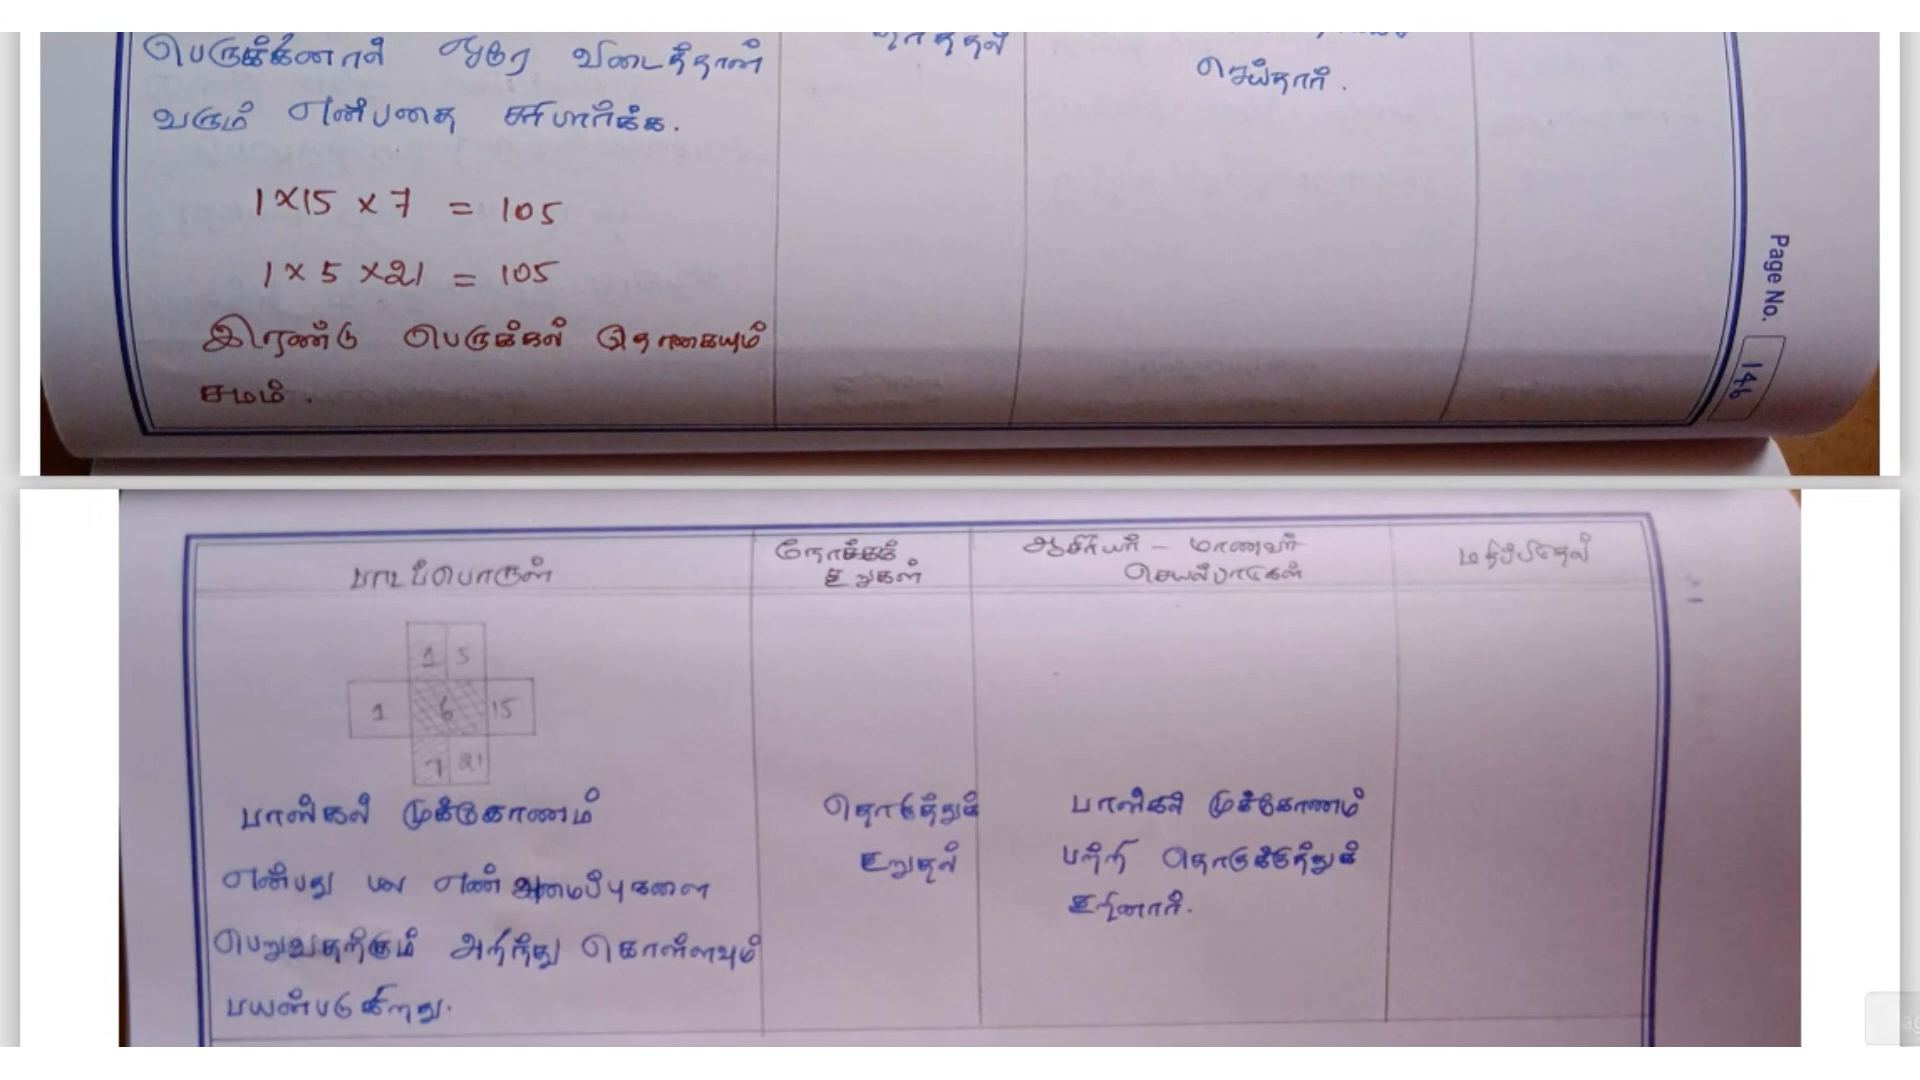 பெருக்கினால் ஒரே விடைத்தான்
வரும் என்பதை சரிபார்க்க.
செய்தார்.
1 × 15 × 7 = 105
1 × 5 × 21 = 105
இரண்டு பெருக்கல் தொகையும்
சமம்.
Page No. 146
பாடப்பொருள்
நோக்கக்
கூறுகள்
ஆசிரியர் - மாணவர்
செயல்பாடுகள்
மதிப்பீடு
1 5
1 6 15
7 21
பாஸ்கல் முக்கோணம்
என்பது பல எண் அமைப்புகளை
பெறுவதற்கும் அறிந்து கொள்ளவும்
பயன்படுகிறது.
தொகுத்துக்
கூறுதல்
பாஸ்கல் முக்கோணம்
பற்றி தொகுத்துக்
கூறினார்.